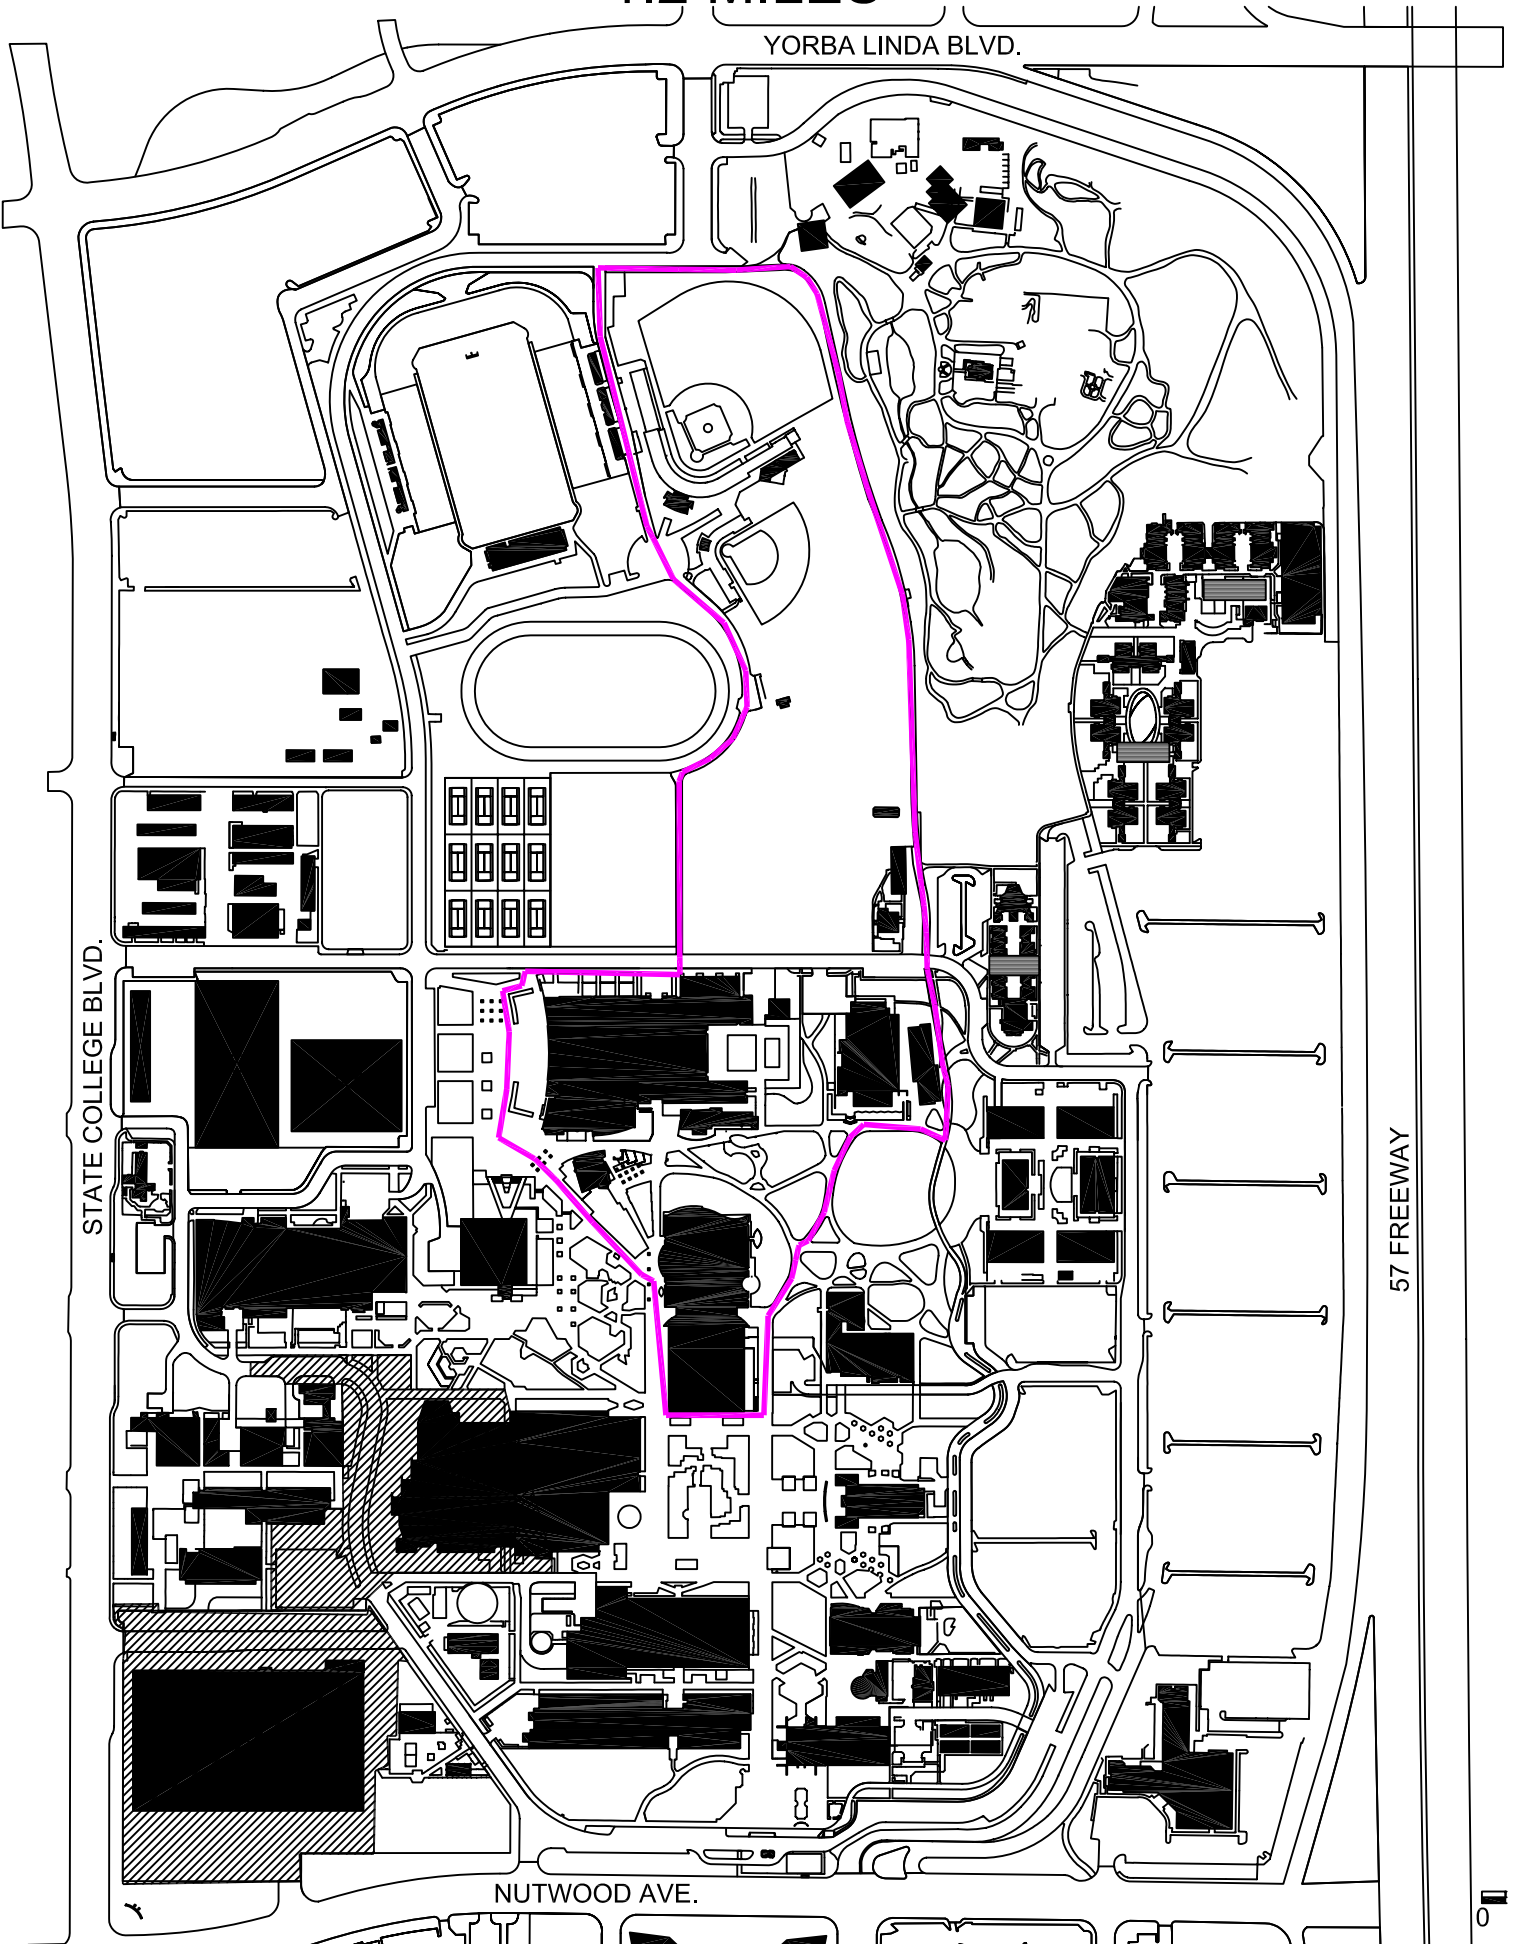 YORBA LINDA BLVD.
STATE COLLEGE BLVD.
57 FREEWAY
NUTWOOD AVE.
0